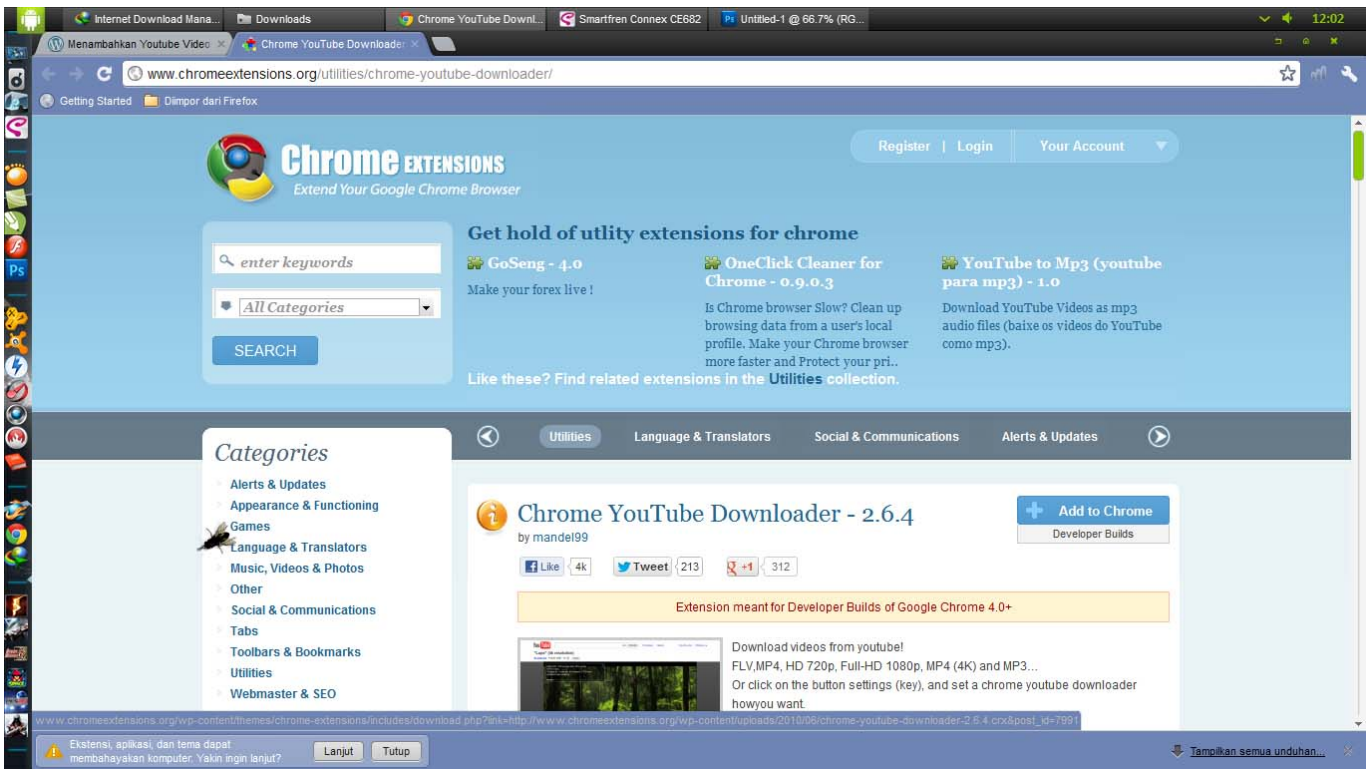 Internet Download Mana...
Downloads
Chrome YouTube Downl...
Smartfren Connex CE682
Ps Untitled-1 @ 66.7% (RG...
12:02
Menambahkan Youtube Video
Chrome YouTube Downloader
www.chromeextensions.org/utilities/chrome-youtube-downloader/
Getting Started
Diimpor dari Firefox
Chrome EXTENSIONS
Extend Your Google Chrome Browser
Register | Login
Your Account
enter keywords
All Categories
SEARCH
Get hold of utlity extensions for chrome
GoSeng - 4.0
Make your forex live !
OneClick Cleaner for
Chrome - 0.9.0.3
Is Chrome browser Slow? Clean up
browsing data from a user's local
profile. Make your Chrome browser
more faster and Protect your pri..
YouTube to Mp3 (youtube
para mp3) - 1.0
Download YouTube Videos as mp3
audio files (baixe os videos do YouTube
como mp3).
Like these? Find related extensions in the Utilities collection.
Utilities
Language & Translators
Social & Communications
Alerts & Updates
Categories
Alerts & Updates
Appearance & Functioning
Games
Language & Translators
Music, Videos & Photos
Other
Social & Communications
Tabs
Toolbars & Bookmarks
Utilities
Webmaster & SEO
Chrome YouTube Downloader - 2.6.4
by mandel99
Add to Chrome
Developer Builds
Like 4k
Tweet 213
+1 312
Extension meant for Developer Builds of Google Chrome 4.0+
Download videos from youtube!
FLV,MP4, HD 720p, Full-HD 1080p, MP4 (4K) and MP3...
Or click on the button settings (key), and set a chrome youtube downloader
howyou want.
www.chromeextensions.org/wp-content/themes/chrome-extensions/includes/download.php?link=http://www.chromeextensions.org/wp-content/uploads/2010/06/chrome-youtube-downloader-2.6.4.crx&post_id=7991
Ekstensi, aplikasi, dan tema dapat
membahayakan komputer. Yakin ingin lanjut?
Lanjut
Tutup
Tampilkan semua unduhan...
Ps